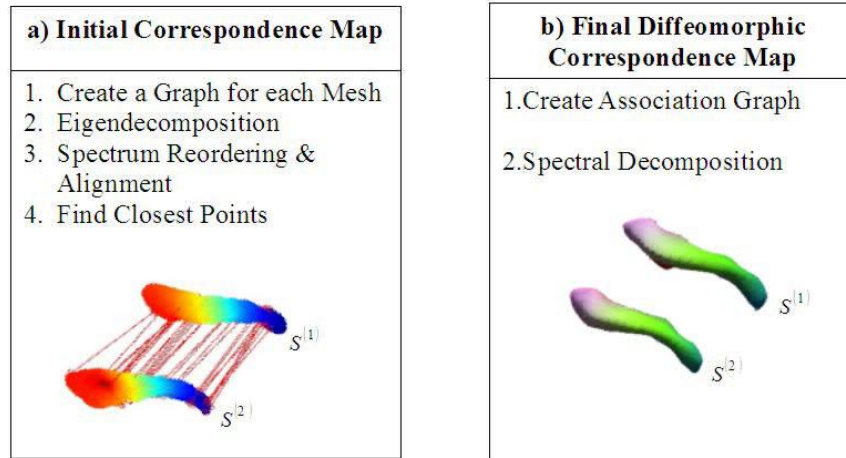 a) Initial Correspondence Map
1. Create a Graph for each Mesh
2. Eigendecomposition
3. Spectrum Reordering &
Alignment
4. Find Closest Points
S(1)
S(2)
b) Final Diffeomorphic
Correspondence Map
1.Create Association Graph
2.Spectral Decomposition
S(1)
S(2)